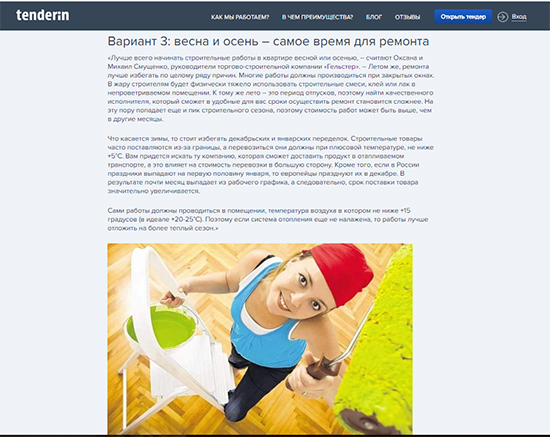 tenderin КАК МЫ РАБОТАЕМ? В ЧЕМ ПРЕИМУЩЕСТВА? БЛОГ ОТЗЫВЫ Открыть тендер Вход
Вариант 3: весна и осень – самое время для ремонта
«Лучше всего начинать строительные работы в квартире весной или осенью, – считают Оксана и
Михаил Смущенко, руководители торгово-строительной компании «Гельстер». – Летом же, ремонта
лучше избегать по целому ряду причин. Многие работы должны производиться при закрытых окнах.
В жару строителям будет физически тяжело использовать строительные смеси, клей или лак в
непроветриваемом помещении. К тому же лето – это период отпусков, поэтому найти качественного
исполнителя, который сможет в удобные для вас сроки осуществить ремонт становится сложнее. На
эту пору попадает еще и пик строительного сезона, поэтому стоимость работ может быть выше, чем
в другие месяцы.
Что касается зимы, то стоит избегать декабрьских и январских переделок. Строительные товары
часто поставляются из-за границы, а перевозиться они должны при плюсовой температуре, не ниже
+5°С. Вам придется искать ту компанию, которая сможет доставить продукт в отапливаемом
транспорте, а это влияет на стоимость перевозки в большую сторону. Кроме того, если в России
праздники выпадают на первую половину января, то европейцы празднуют их в декабре. В
результате почти месяц выпадает из рабочего графика, а следовательно, срок поставки товара
значительно увеличивается.
Сами работы должны проводиться в помещении, температура воздуха в котором не ниже +15
градусов (в идеале +20-25°С). Поэтому если система отопления еще не налажена, то работы лучше
отложить на более теплый сезон.»